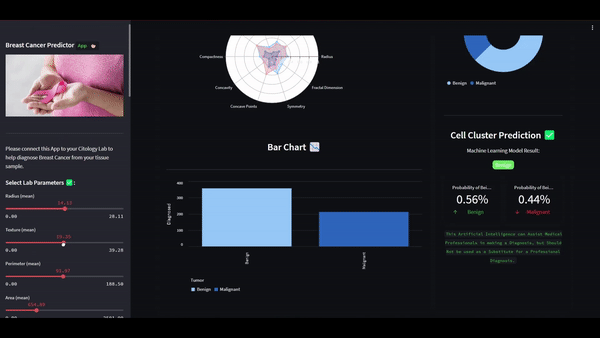 Breast Cancer Predictor App
Please connect this App to your Citology Lab to
help diagnose Breast Cancer from your tissue
sample.
Select Lab Parameters ✅ :
Radius (mean)
14.12
0.00 28.11
Texture (mean)
0.00 39.28
Perimeter (mean)
91.97
0.00 188.50
Area (mean)
654.89
0.00
Compactness
Radius
Concavity
Fractal Dimension
Concave Points
Symmetry
Bar Chart
Diagnosed
400
300
200
100
0
Benign
Malignant
Tumor
Benign Malignant
Benign Malignant
Cell Cluster Prediction ✅
Machine Learning Model Result:
Benign
Probability of Bei...
0.56%
↑ Benign
Probability of Bei...
0.44%
Malignant
This Artificial Intelligence can Assist Medical
Professionals in making a Diagnosis, but Should
Not be used as a Substitute for a Professional
Diagnosis.